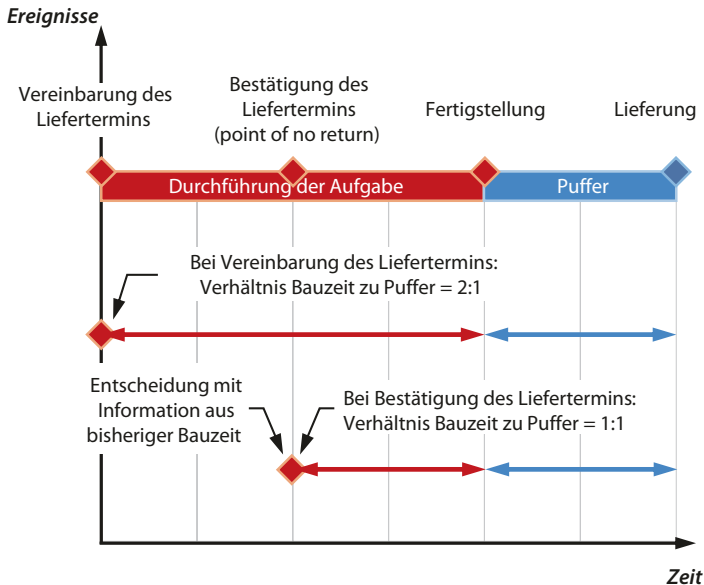 Ereignisse
Vereinbarung des
Liefertermins
Bestätigung des
Liefertermins
(point of no return)
Fertigstellung
Lieferung
Durchführung der Aufgabe
Puffer
Bei Vereinbarung des Liefertermins:
Verhältnis Bauzeit zu Puffer = 2:1
Entscheidung mit
Information aus
bisheriger Bauzeit
Bei Bestätigung des Liefertermins:
Verhältnis Bauzeit zu Puffer = 1:1
Zeit